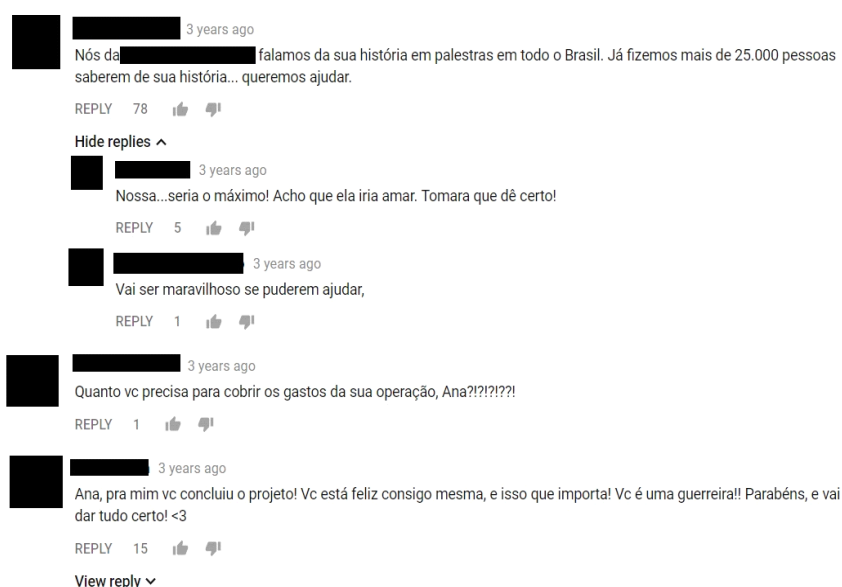 3 years ago
Nós da falamos da sua história em palestras em todo o Brasil. Já fizemos mais de 25.000 pessoas
saberem de sua história... queremos ajudar.
REPLY 78
Hide replies
3 years ago
Nossa...seria o máximo! Acho que ela iria amar. Tomara que dê certo!
REPLY 5
3 years ago
Vai ser maravilhoso se puderem ajudar,
REPLY 1
3 years ago
Quanto vc precisa para cobrir os gastos da sua operação, Ana?!?!?!??!
REPLY 1
3 years ago
Ana, pra mim vc concluiu o projeto! Vc está feliz consigo mesma, e isso que importa! Vc é uma guerreira!! Parabéns, e vai
dar tudo certo! <3
REPLY 15
View reply